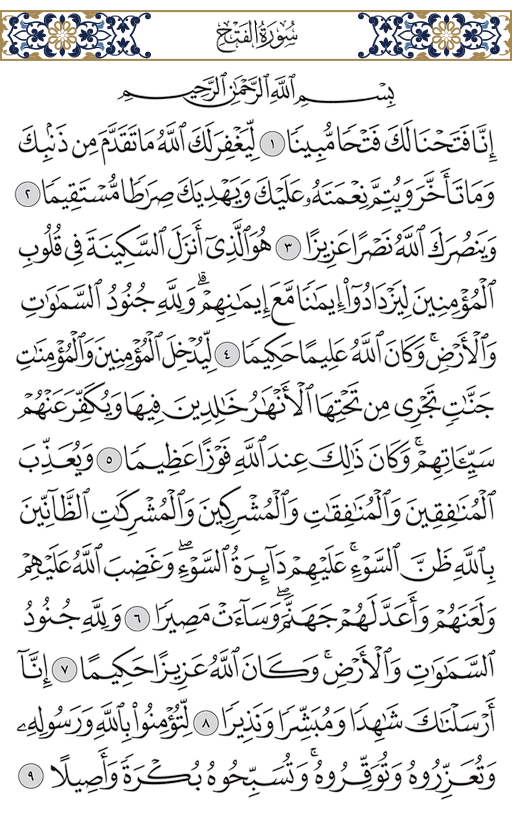 سُورَةُ الفَتْحِ
بِسْمِ ٱللَّهِ ٱلرَّحْمَٰنِ ٱلرَّحِيمِ
إِنَّا فَتَحْنَا لَكَ فَتْحًا مُّبِينًا ١ لِّيَغْفِرَ لَكَ ٱللَّهُ مَا تَقَدَّمَ مِن ذَنۢبِكَ
وَمَا تَأَخَّرَ وَيُتِمَّ نِعْمَتَهُۥ عَلَيْكَ وَيَهْدِيَكَ صِرَٰطًا مُّسْتَقِيمًا ٢
وَيَنصُرَكَ ٱللَّهُ نَصْرًا عَزِيزًا ٣ هُوَ ٱلَّذِىٓ أَنزَلَ ٱلسَّكِينَةَ فِى قُلُوبِ
ٱلْمُؤْمِنِينَ لِيَزْدَادُوٓا۟ إِيمَٰنًا مَّعَ إِيمَٰنِهِمْ ۗ وَلِلَّهِ جُنُودُ ٱلسَّمَٰوَٰتِ
وَٱلْأَرْضِ ۚ وَكَانَ ٱللَّهُ عَلِيمًا حَكِيمًا ٤ لِّيُدْخِلَ ٱلْمُؤْمِنِينَ وَٱلْمُؤْمِنَٰتِ
جَنَّٰتٍ تَجْرِى مِن تَحْتِهَا ٱلْأَنْهَٰرُ خَٰلِدِينَ فِيهَا وَيُكَفِّرَ عَنْهُمْ
سَيِّـَٔاتِهِمْ ۚ وَكَانَ ذَٰلِكَ عِندَ ٱللَّهِ فَوْزًا عَظِيمًا ٥ وَيُعَذِّبَ
ٱلْمُنَٰفِقِينَ وَٱلْمُنَٰفِقَٰتِ وَٱلْمُشْرِكِينَ وَٱلْمُشْرِكَٰتِ ٱلظَّآنِّينَ
بِٱللَّهِ ظَنَّ ٱلسَّوْءِ ۚ عَلَيْهِمْ دَآئِرَةُ ٱلسَّوْءِ ۖ وَغَضِبَ ٱللَّهُ عَلَيْهِمْ
وَلَعَنَهُمْ وَأَعَدَّ لَهُمْ جَهَنَّمَ ۖ وَسَآءَتْ مَصِيرًا ٦ وَلِلَّهِ جُنُودُ
ٱلسَّمَٰوَٰتِ وَٱلْأَرْضِ ۚ وَكَانَ ٱللَّهُ عَزِيزًا حَكِيمًا ٧ إِنَّآ
أَرْسَلْنَٰكَ شَٰهِدًا وَمُبَشِّرًا وَنَذِيرًا ٨ لِّتُؤْمِنُوا۟ بِٱللَّهِ وَرَسُولِهِۦ
وَتُعَزِّرُوهُ وَتُوَقِّرُوهُ ۚ وَتُسَبِّحُوهُ بُكْرَةً وَأَصِيلًا ٩